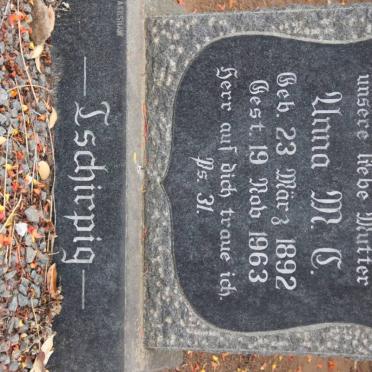 unsere liebe Mutter
Anna M. T.
Geb. 23 März 1892
Gest. 19 Nob 1963
Herr auf dich traue ich.
Ps. 31.
— Tschirpig —